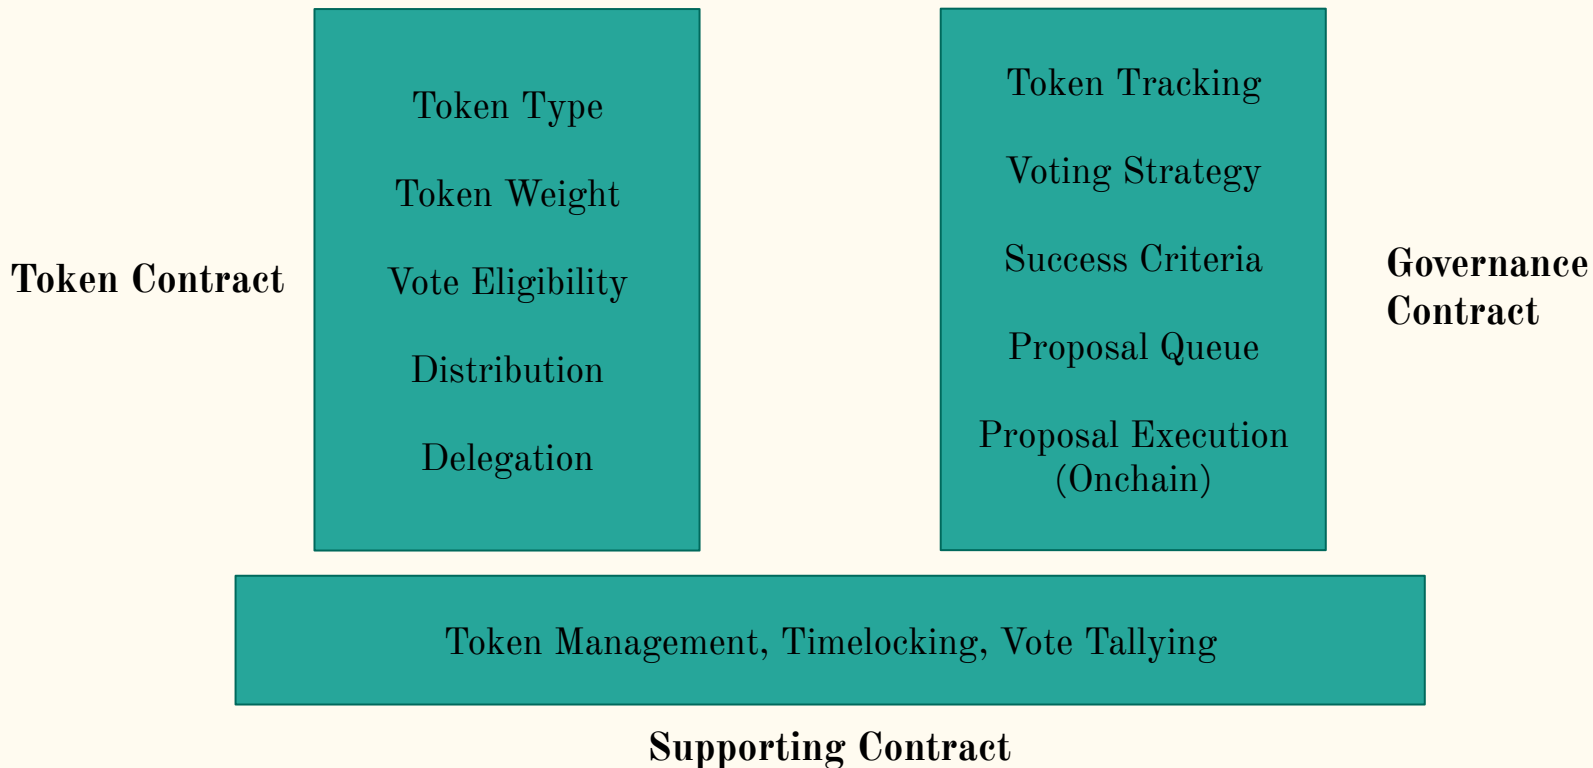 Token Contract
Token Type
Token Weight
Vote Eligibility
Distribution
Delegation
Token Tracking
Voting Strategy
Success Criteria
Proposal Queue
Proposal Execution
(Onchain)
Governance
Contract
Token Management, Timelocking, Vote Tallying
Supporting Contract